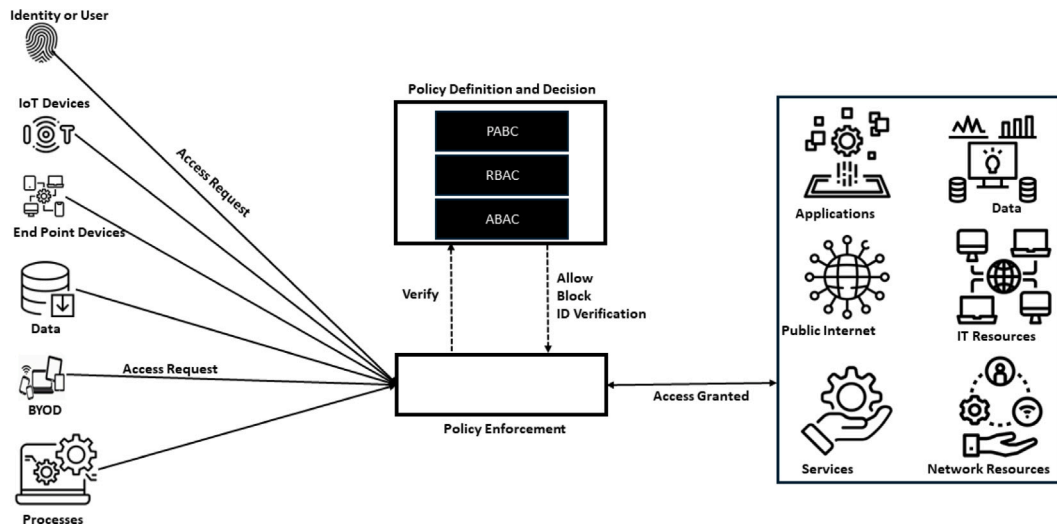 Identity or User
IoT Devices
IOT
End Point Devices
Data
BYOD
Processes
Access Request
Access Request
Policy Definition and Decision
PABC
RBAC
ABAC
Verify
Allow
Block
ID Verification
Policy Enforcement
Access Granted
Applications
Data
Public Internet
IT Resources
Services
Network Resources